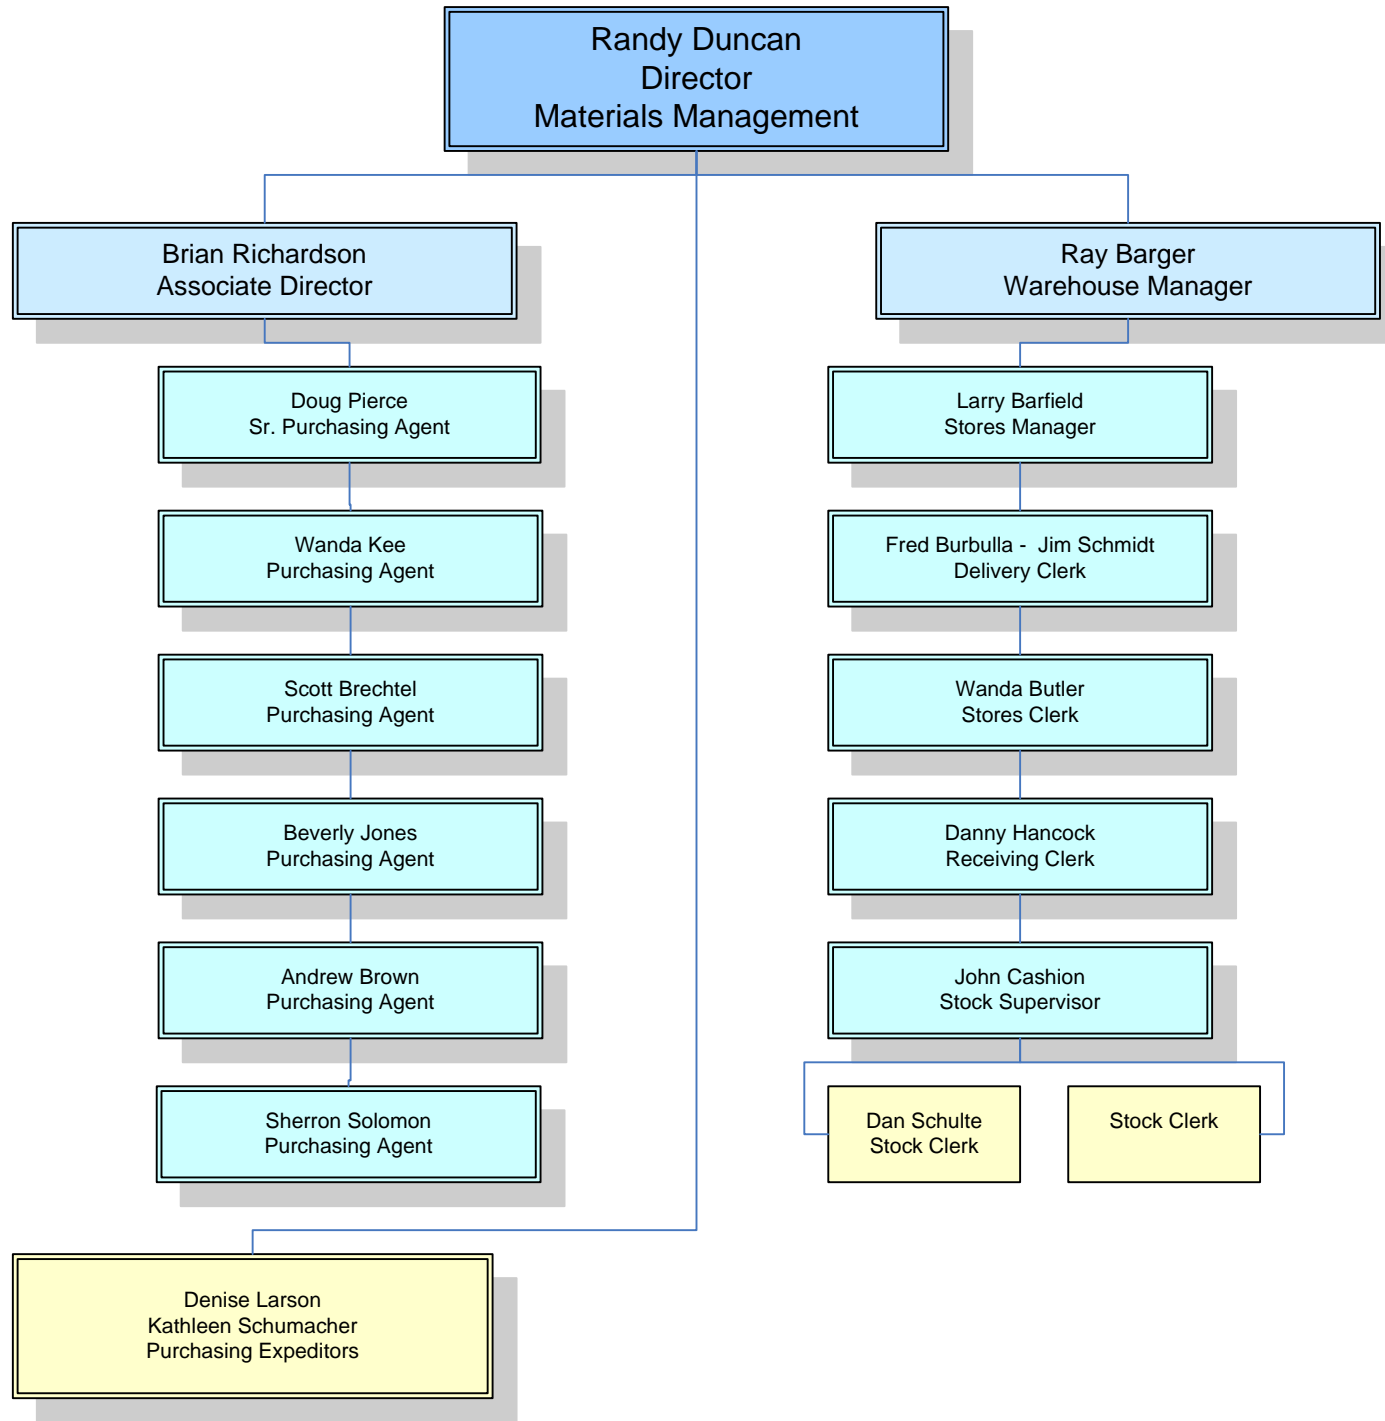 Randy Duncan
Director
Materials Management
Brian Richardson
Associate Director
Ray Barger
Warehouse Manager
Doug Pierce
Sr. Purchasing Agent
Larry Barfield
Stores Manager
Wanda Kee
Purchasing Agent
Fred Burbulla - Jim Schmidt
Delivery Clerk
Scott Brechtel
Purchasing Agent
Wanda Butler
Stores Clerk
Beverly Jones
Purchasing Agent
Danny Hancock
Receiving Clerk
Andrew Brown
Purchasing Agent
John Cashion
Stock Supervisor
Sherron Solomon
Purchasing Agent
Dan Schulte
Stock Clerk
Stock Clerk
Denise Larson
Kathleen Schumacher
Purchasing Expeditors